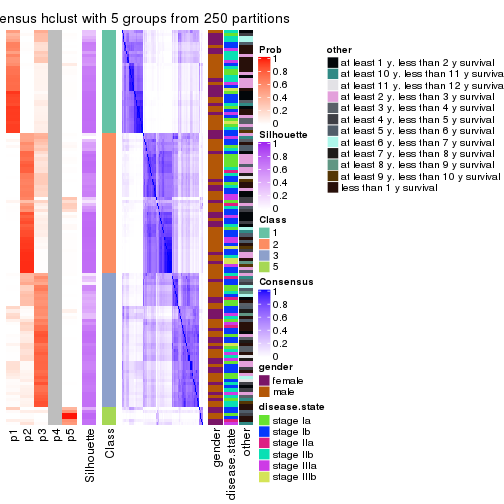 ensus hclust with 5 groups from 250 partitions
p1
p2
p3
p4
p5
Silhouette
Class
gender
disease.state
other
Prob
1
0.8
0.6
0.4
0.2
0
Silhouette
1
0.8
0.6
0.4
0.2
0
Class
1
2
3
5
Consensus
1
0.8
0.6
0.4
0.2
0
gender
female
male
disease.state
stage Ia
stage Ib
stage IIa
stage IIb
stage IIIa
stage IIIb
other
at least 1 y. less than 2 y survival
at least 10 y. less than 11 y survival
at least 11 y. less than 12 y survival
at least 2 y. less than 3 y survival
at least 3 y. less than 4 y survival
at least 4 y. less than 5 y survival
at least 5 y. less than 6 y survival
at least 6 y. less than 7 y survival
at least 7 y. less than 8 y survival
at least 8 y. less than 9 y survival
at least 9 y. less than 10 y survival
less than 1 y survival